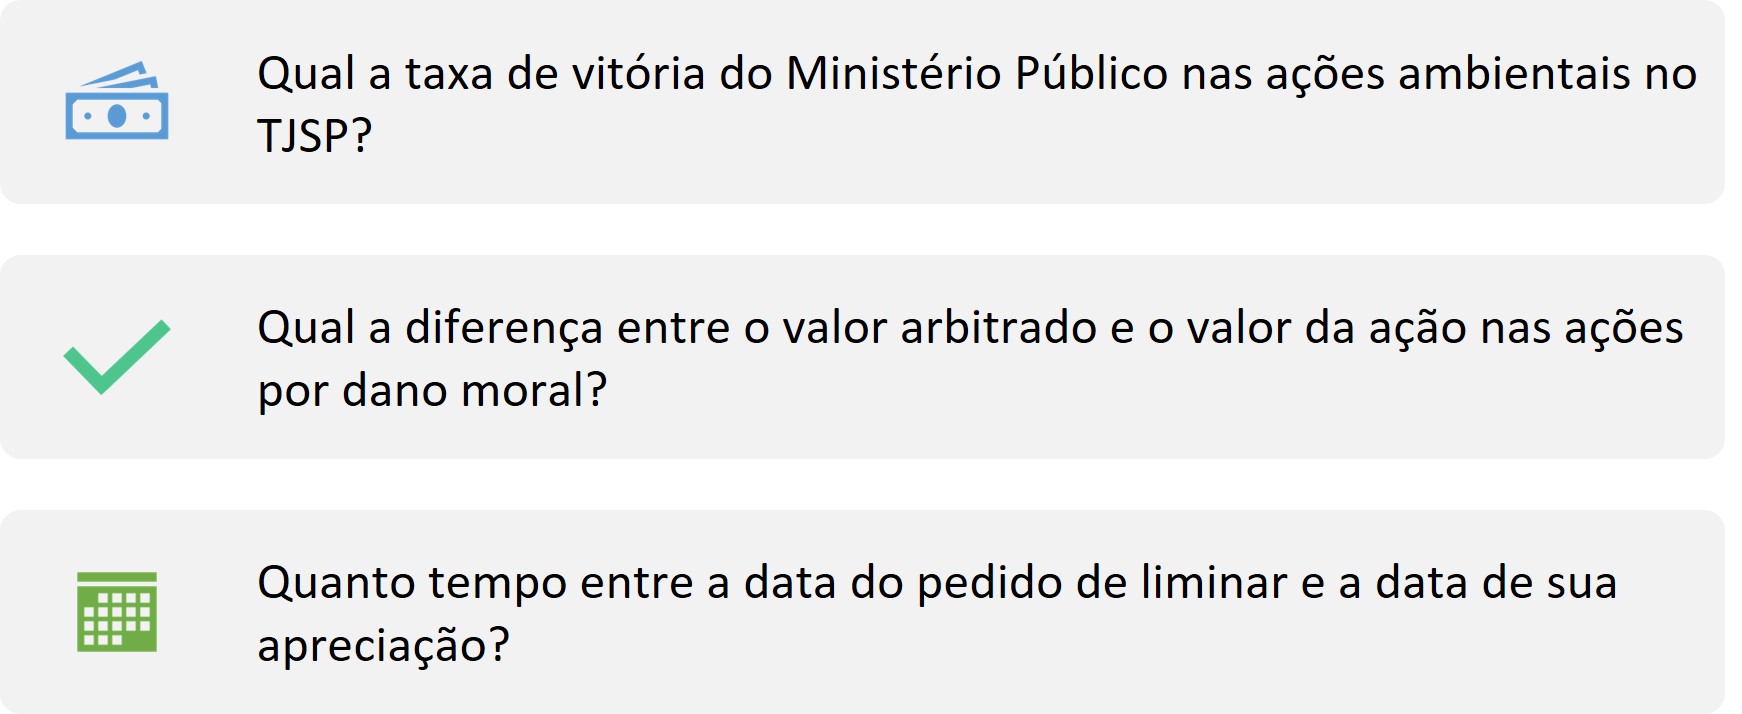 Qual a taxa de vitória do Ministério Público nas ações ambientais no
TJSP?
Qual a diferença entre o valor arbitrado e o valor da ação nas ações
por dano moral?
Quanto tempo entre a data do pedido de liminar e a data de sua
apreciação?